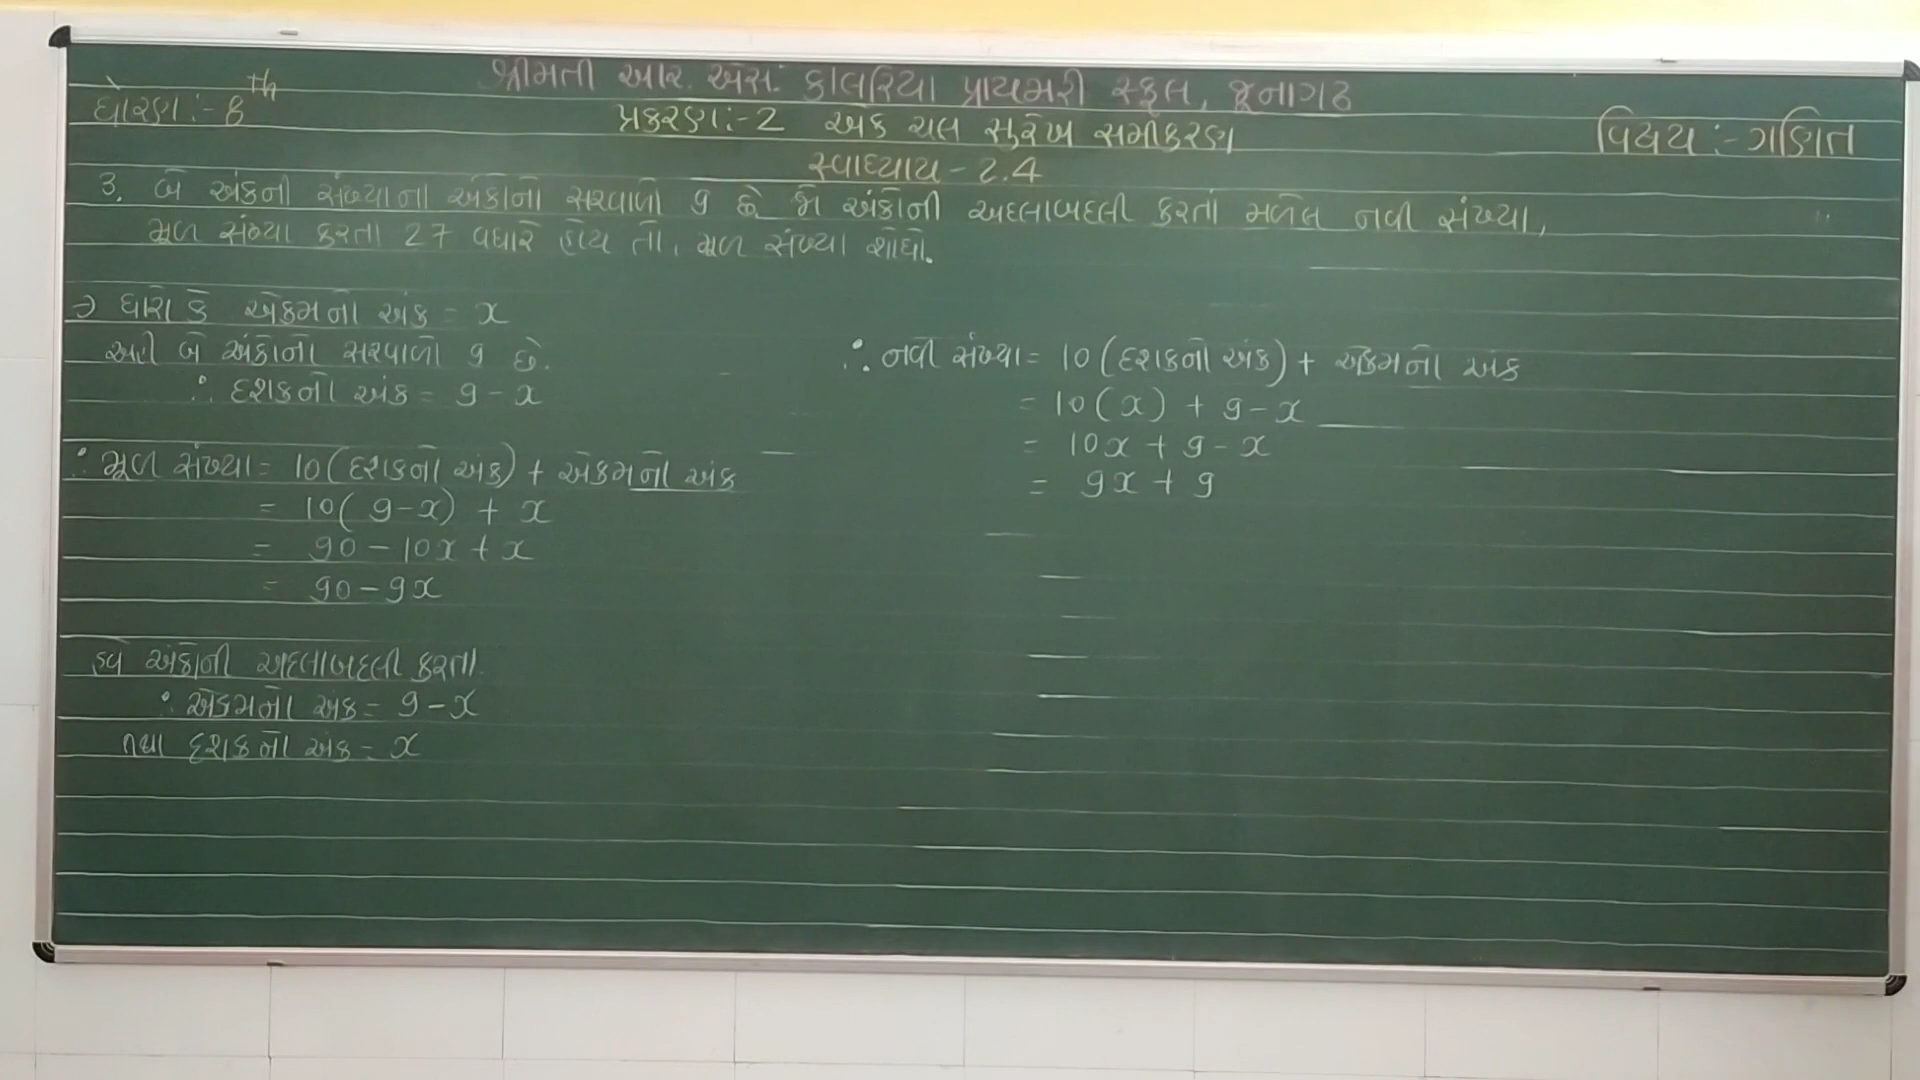 શ્રીમતી આર. એસ. કાલરિયા પ્રાયમરી સ્કૂલ, જૂનાગઢ
ધોરણ:- 8th
પ્રકરણ:-2 એક ચલ સુરેખ સમીકરણ
વિષય :- ગણિત
સ્વાધ્યાય - 2.4
3. બે અંકની સંખ્યાના અંકોનો સરવાળો 9 છે જો અંકોની અદલાબદલી કરતાં મળેલ નવી સંખ્યા,
મૂળ સંખ્યા કરતા 27 વધારે હોય તો, મૂળ સંખ્યા શોધો.
→ ધારો કે એકમનો અંક = x
અહી બે અંકોનો સરવાળો 9 છે.
∴ દશકનો અંક = 9 - x
∴ મૂળ સંખ્યા = 10 (દશકનો અંક) + એકમનો અંક
= 10( 9-x) + x
= 90 - 10x + x
= 90 - 9x
હવે અંકોની અદલાબદલી કરતા.
∴ એકમનો અંક = 9 - x
તથા દશકનો અંક = x
∴ નવી સંખ્યા = 10 (દશકનો અંક) + એકમનો અંક
= 10(x) + 9-x
= 10x + 9 - x
= 9x + 9